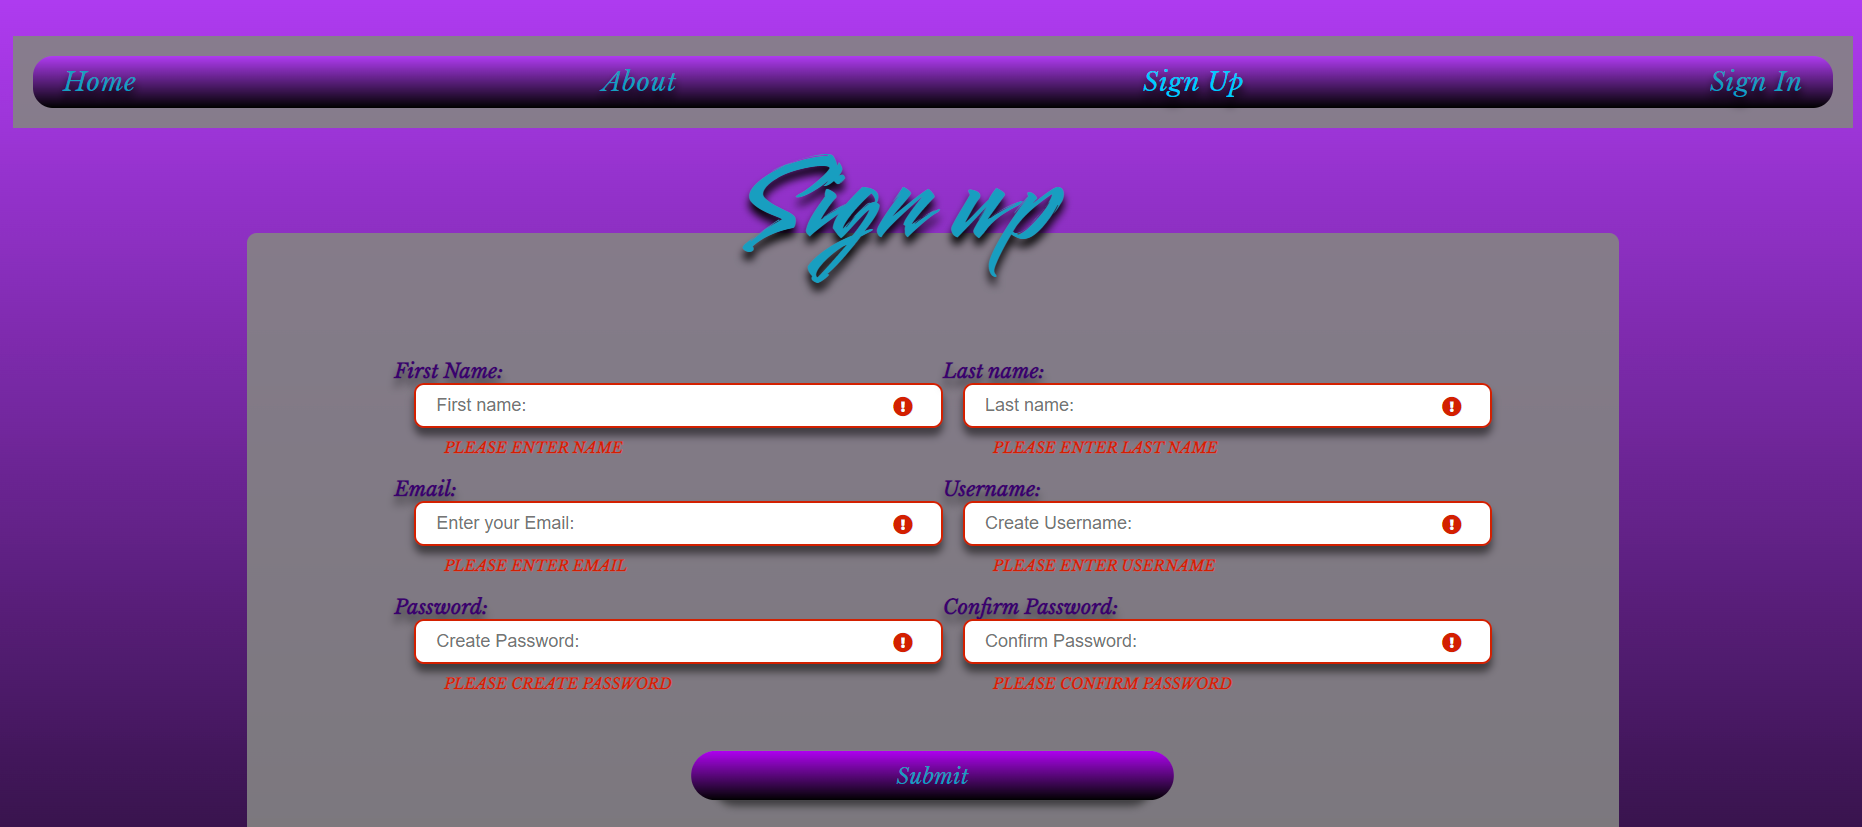 Home About Sign Up Sign In
Sign up
First Name: Last name:
First name: Last name:
PLEASE ENTER NAME PLEASE ENTER LAST NAME
Email: Username:
Enter your Email: Create Username:
PLEASE ENTER EMAIL PLEASE ENTER USERNAME
Password: Confirm Password:
Create Password: Confirm Password:
PLEASE CREATE PASSWORD PLEASE CONFIRM PASSWORD
Submit